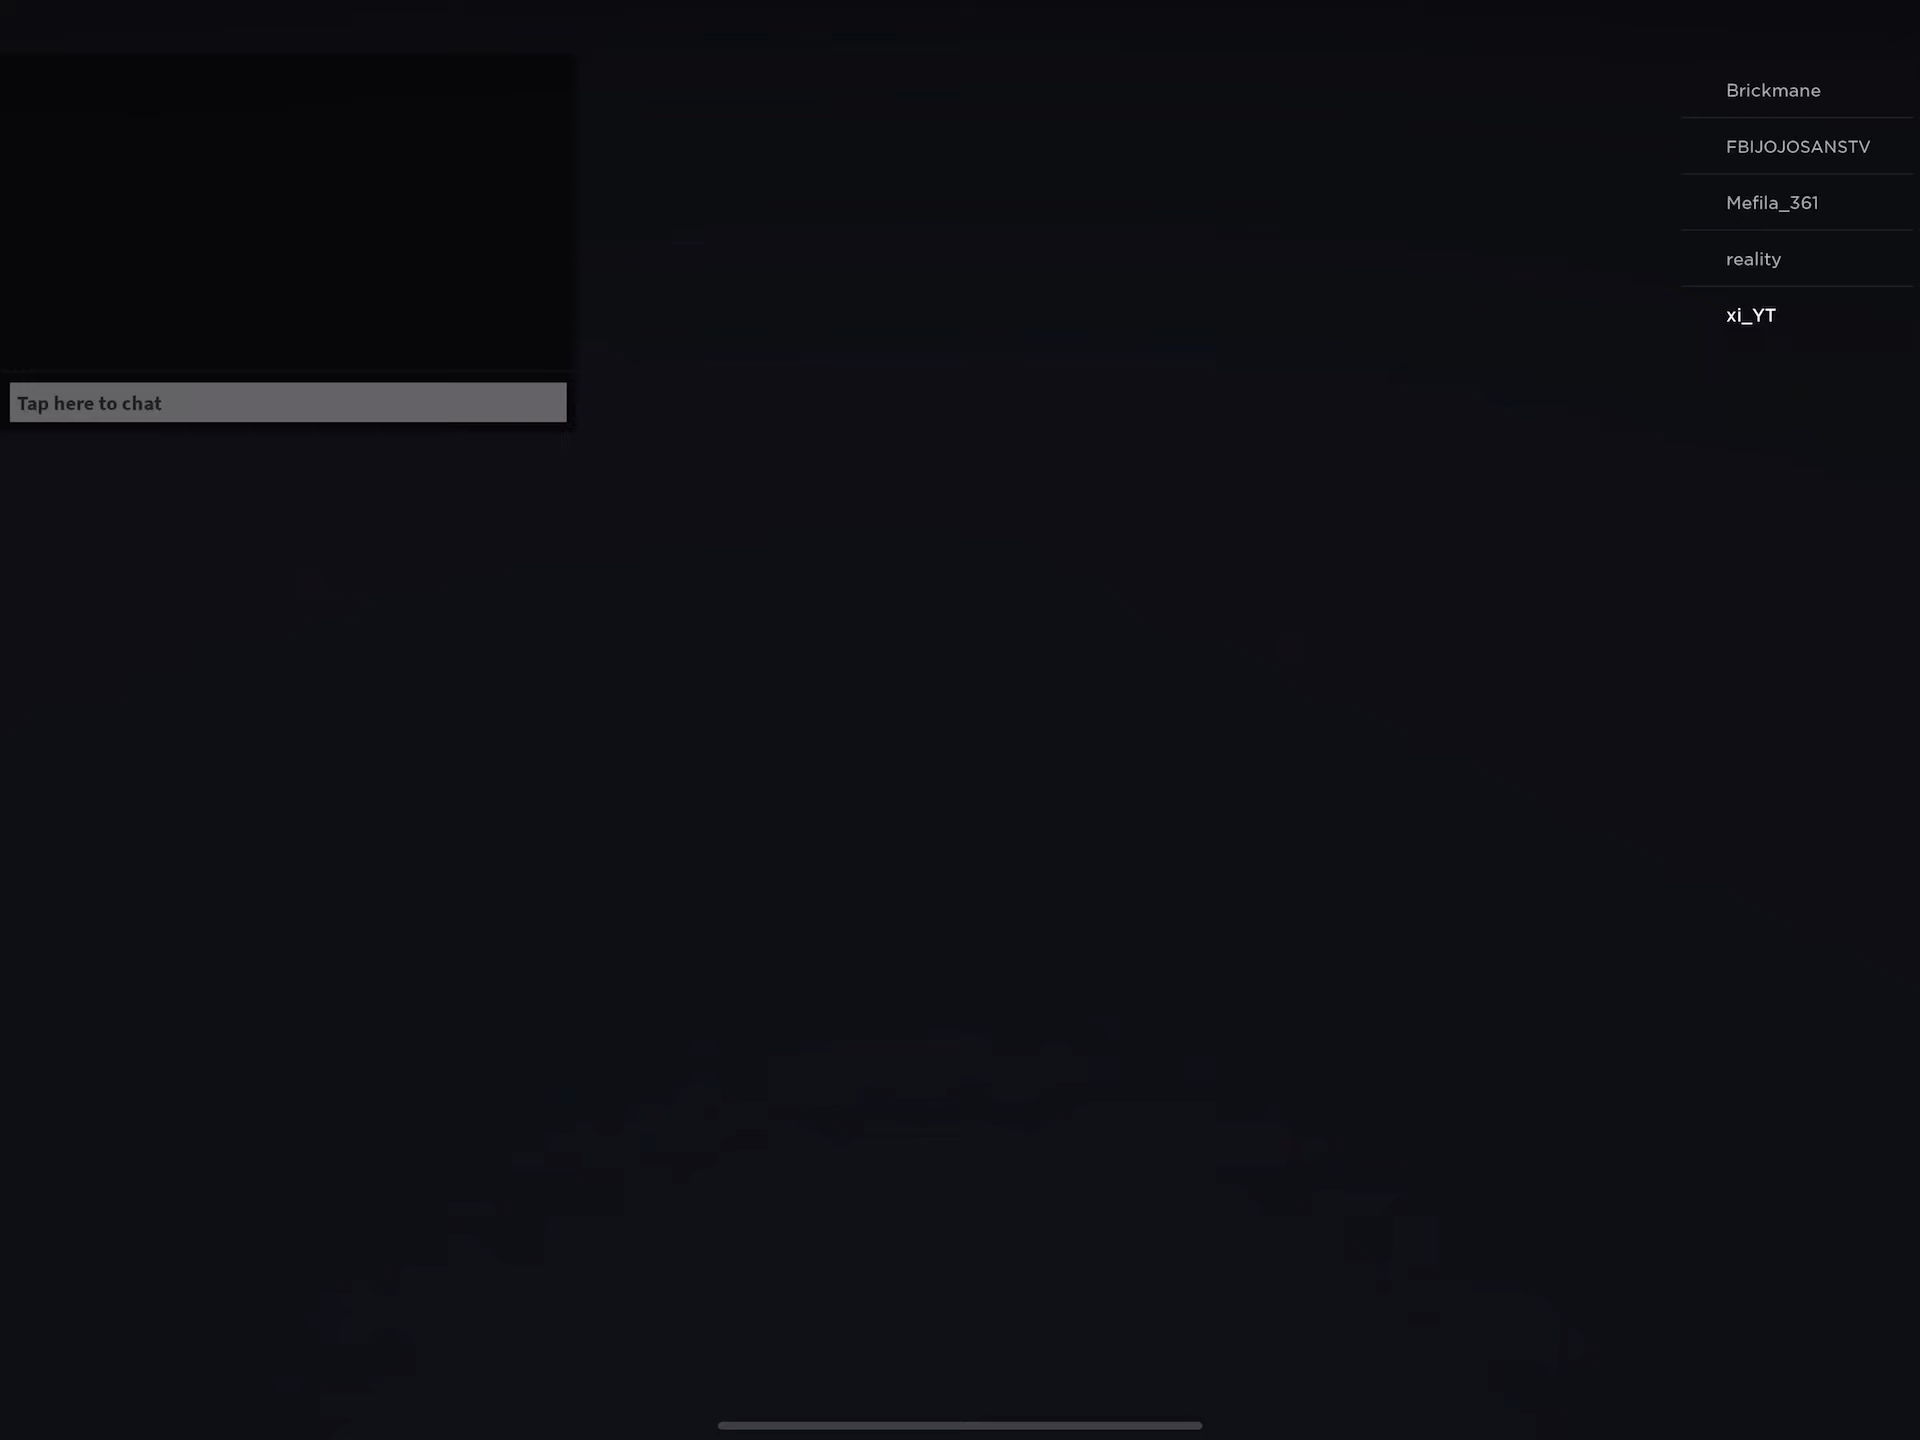 Brickmane
FBIJOJOSANSTV
Mefila_361
reality
xi_YT
Tap here to chat